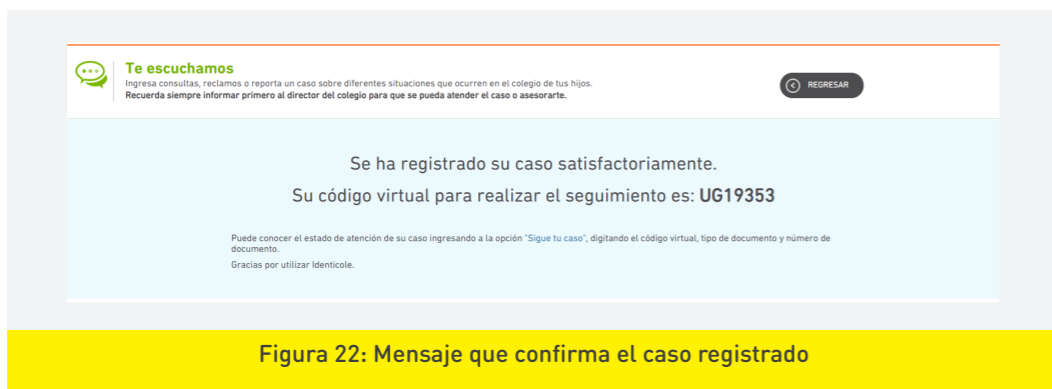 Te escuchamos
Ingresa consultas, reclamos o reporta un caso sobre diferentes situaciones que ocurren en el colegio de tus hijos.
Recuerda siempre informar primero al director del colegio para que se pueda atender el caso o asesorarte.
REGRESAR
Se ha registrado su caso satisfactoriamente.
Su código virtual para realizar el seguimiento es: UG19353
Puede conocer el estado de atención de su caso ingresando a la opción "Sigue tu caso", digitando el código virtual, tipo de documento y número de
documento.
Gracias por utilizar Identicole.
Figura 22: Mensaje que confirma el caso registrado